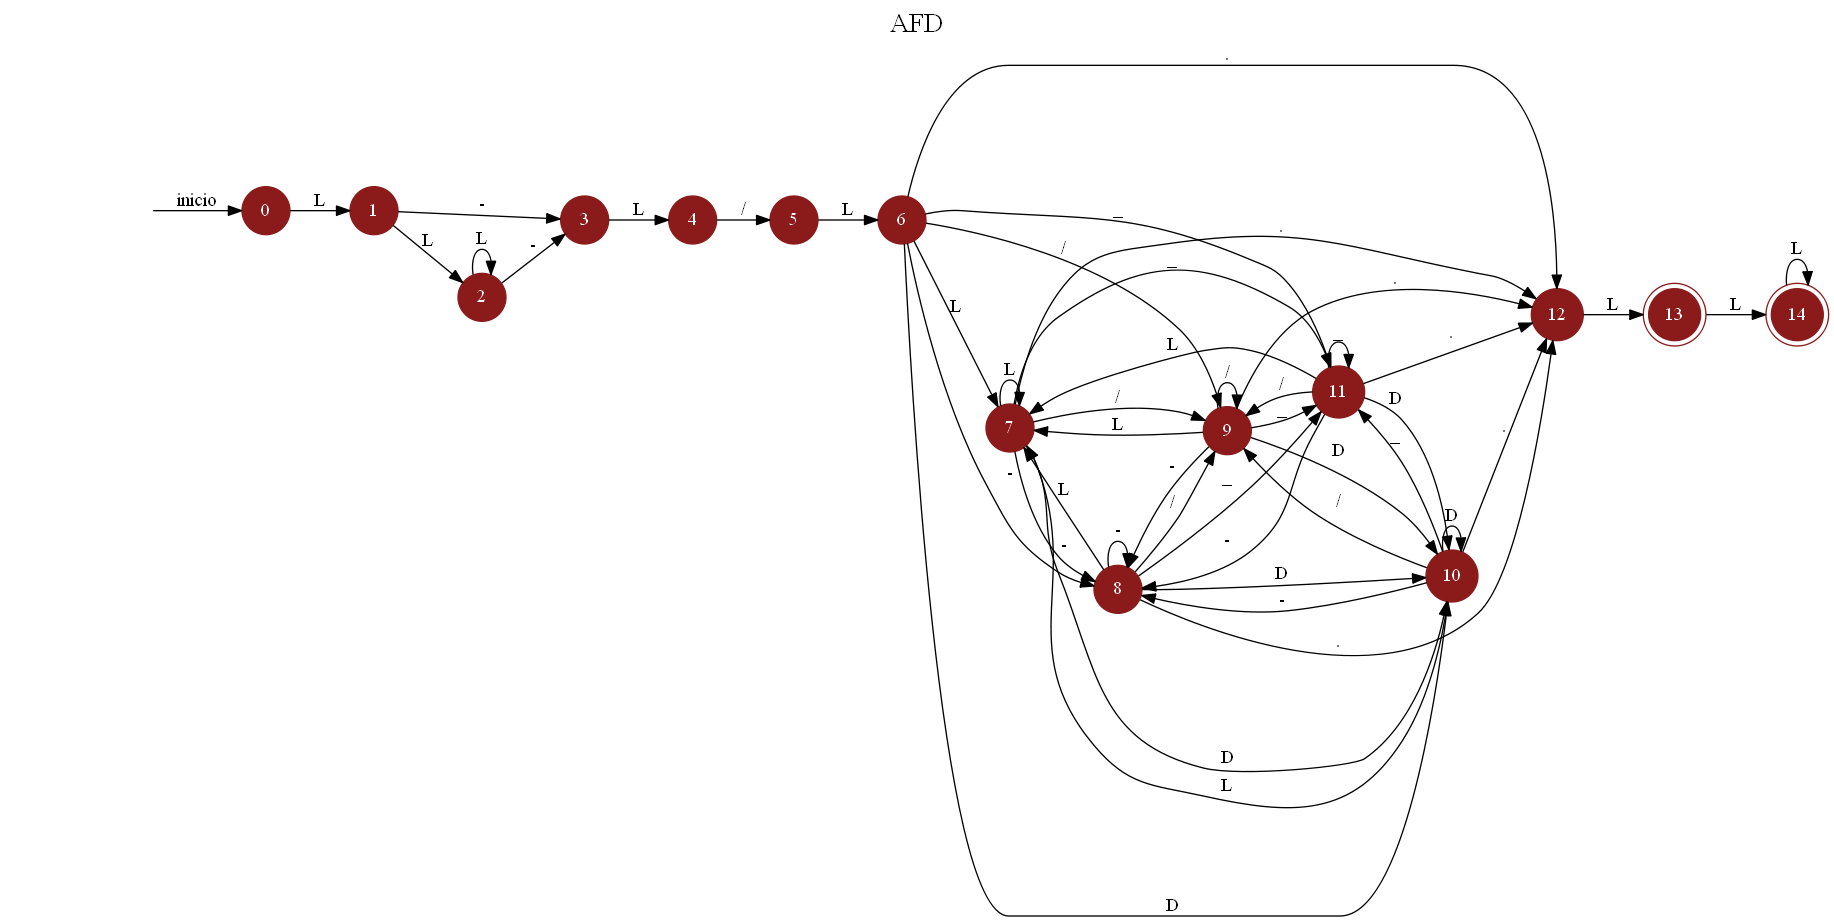 AFD
.
inicio
0
L
1
-
L
L
2
-
3
L
4
/
5
L
6
_
/
.
_
.
L
L
12
L
13
L
14
L
L
_
11
.
/
/
/
L
7
L
9
_
D
D
-
-
L
-
/
_
/
_
.
-
-
-
8
D
-
D
10
.
D
L
D